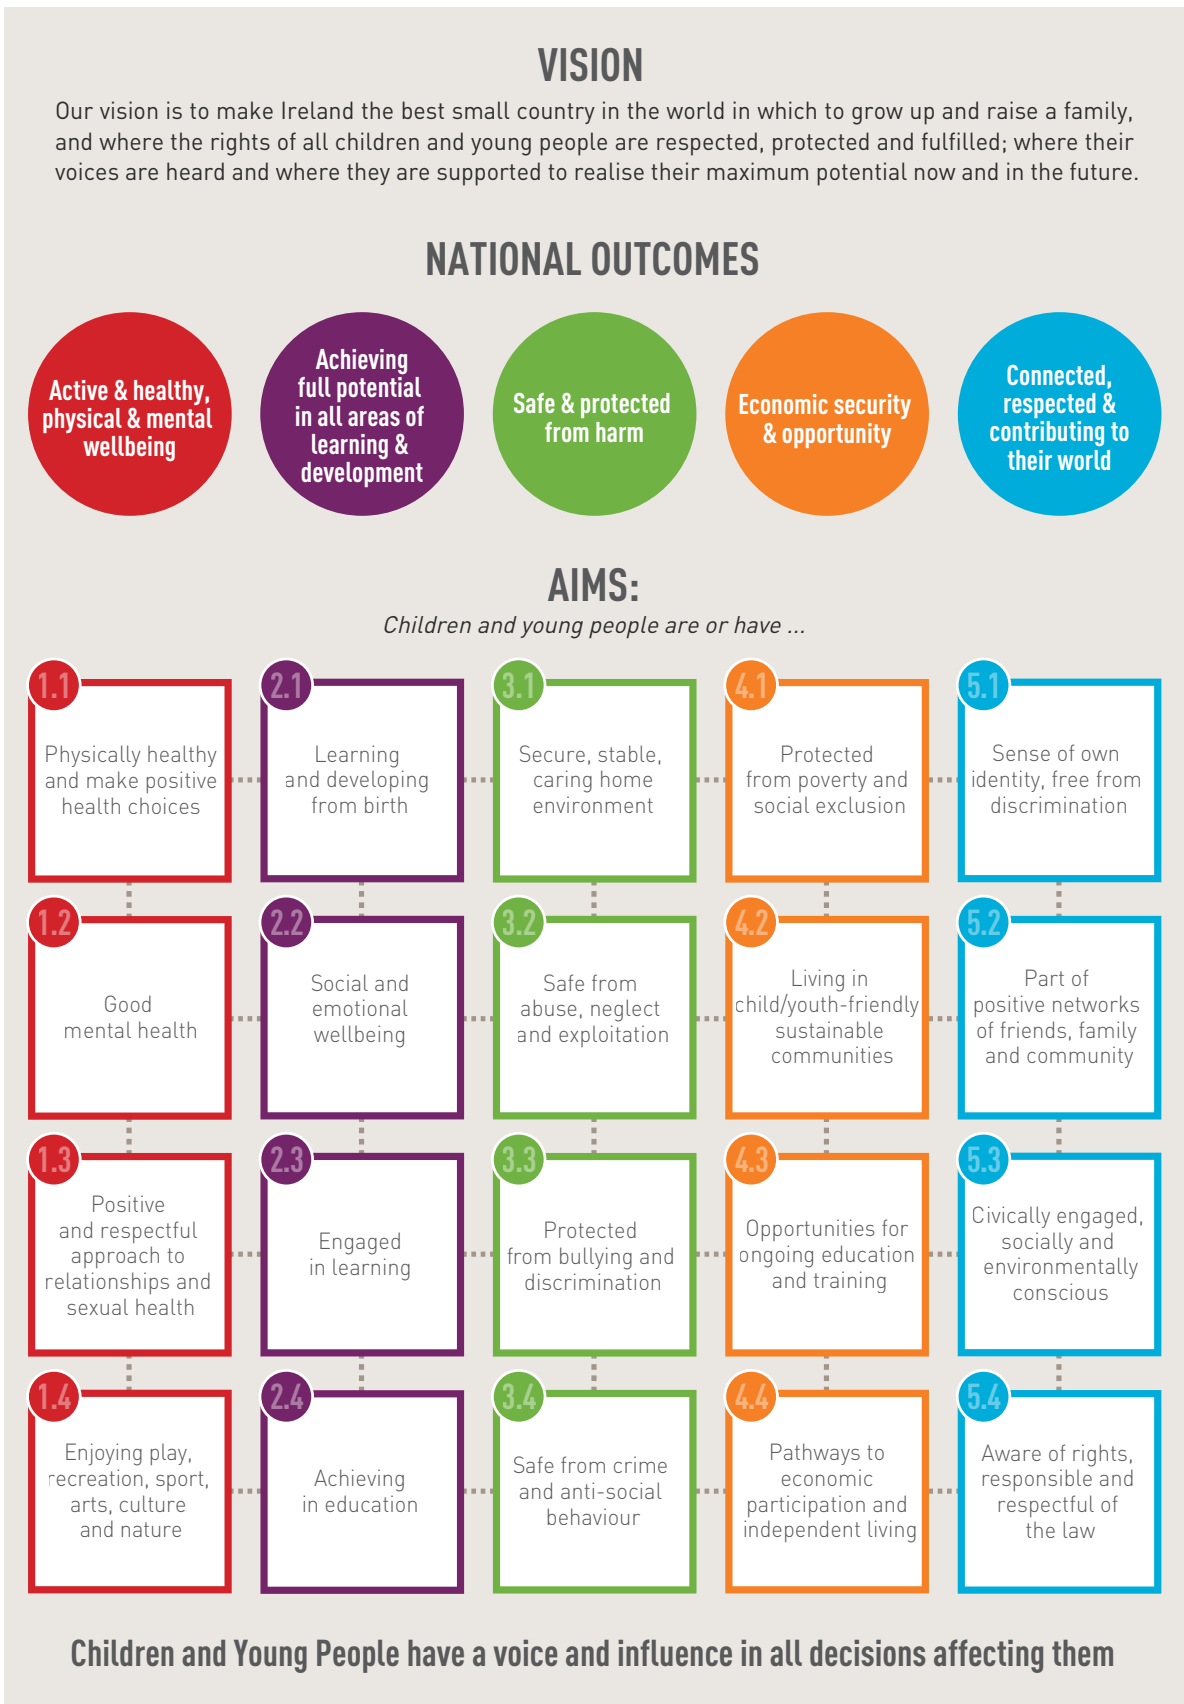 VISION
Our vision is to make Ireland the best small country in the world in which to grow up and raise a family,
and where the rights of all children and young people are respected, protected and fulfilled; where their
voices are heard and where they are supported to realise their maximum potential now and in the future.
NATIONAL OUTCOMES
Active & healthy,
physical & mental
wellbeing
Achieving
full potential
in all areas of
learning &
development
Safe & protected
from harm
Economic security
& opportunity
Connected,
respected &
contributing to
their world
AIMS:
Children and young people are or have ...
1.1
Physically healthy
and make positive
health choices
2.1
Learning
and developing
from birth
3.1
Secure, stable,
caring home
environment
4.1
Protected
from poverty and
social exclusion
5.1
Sense of own
identity, free from
discrimination
1.2
Good
mental health
2.2
Social and
emotional
wellbeing
3.2
Safe from
abuse, neglect
and exploitation
4.2
Living in
child/youth-friendly
sustainable
communities
5.2
Part of
positive networks
of friends, family
and community
1.3
Positive
and respectful
approach to
relationships and
sexual health
2.3
Engaged
in learning
3.3
Protected
from bullying and
discrimination
4.3
Opportunities for
ongoing education
and training
5.3
Civically engaged,
socially and
environmentally
conscious
1.4
Enjoying play,
recreation, sport,
arts, culture
and nature
2.4
Achieving
in education
3.4
Safe from crime
and anti-social
behaviour
4.4
Pathways to
economic
participation and
independent living
5.4
Aware of rights,
responsible and
respectful of
the law
Children and Young People have a voice and influence in all decisions affecting them